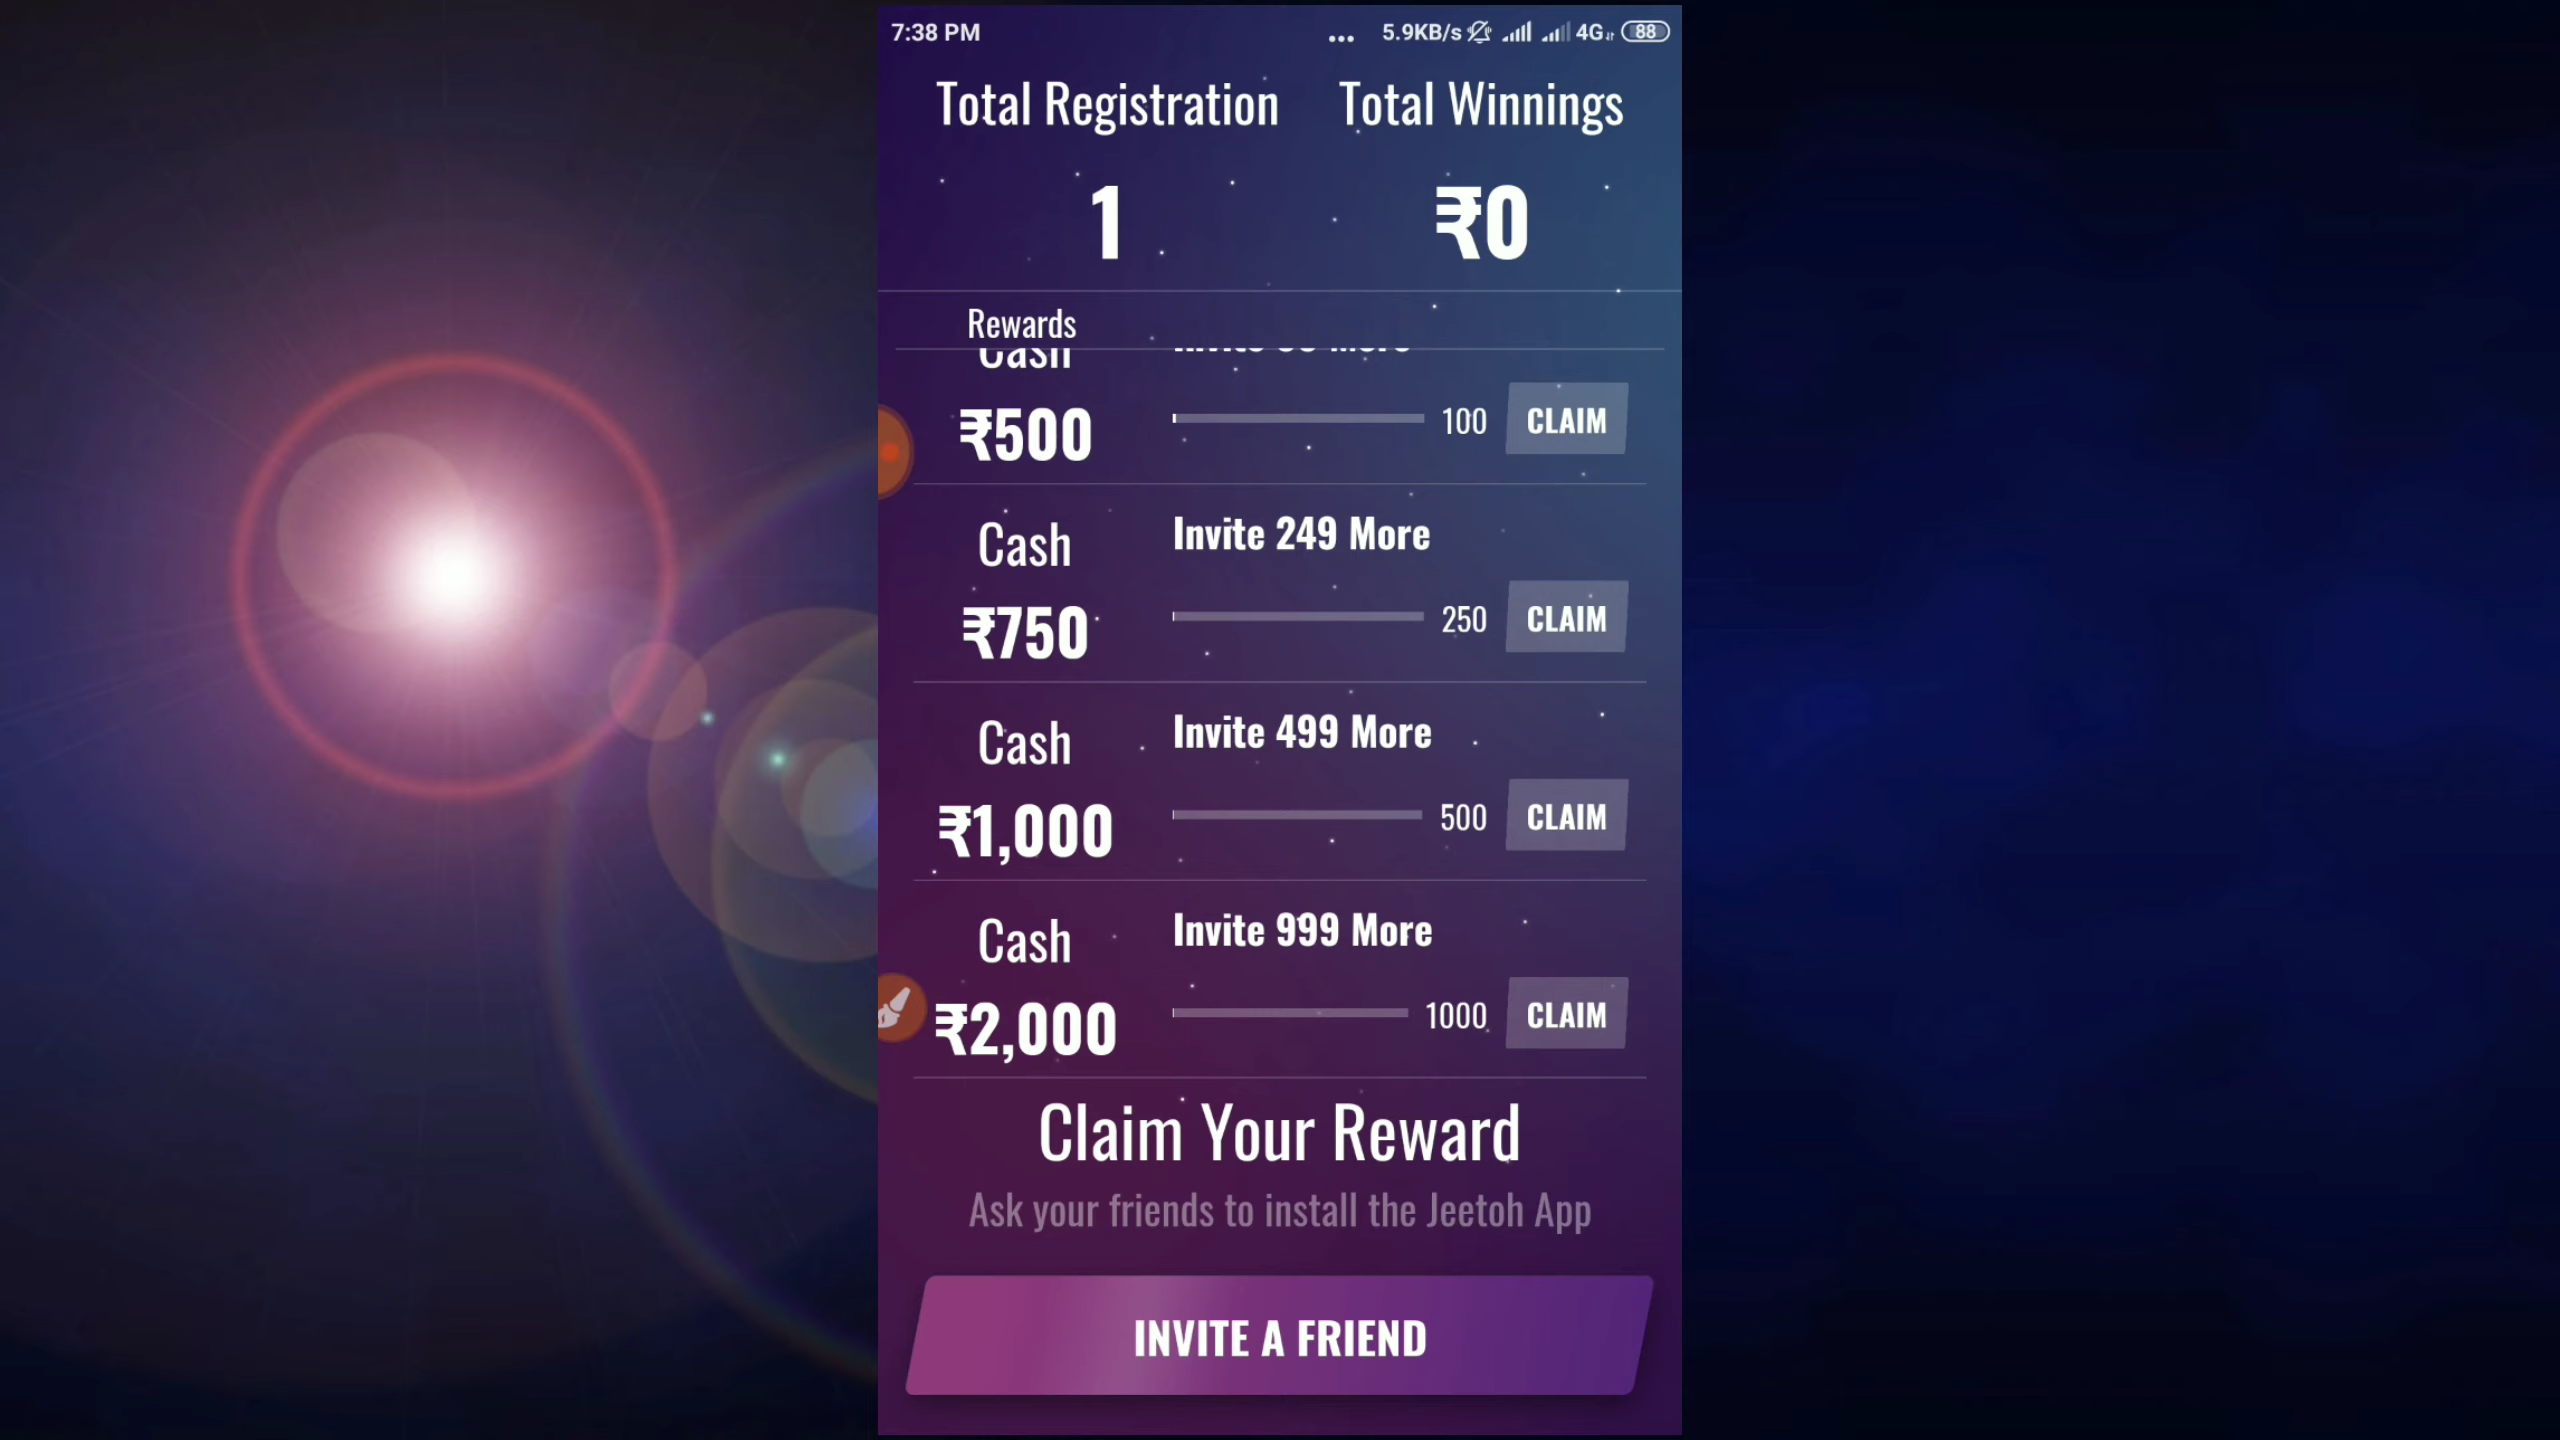 7:38 PM ... 5.9KB/s 4G 88
Total Registration Total Winnings
1 ₹0
Rewards
Cash
₹500 100 CLAIM
Cash Invite 249 More
₹750 250 CLAIM
Cash Invite 499 More
₹1,000 500 CLAIM
Cash Invite 999 More
₹2,000 1000 CLAIM
Claim Your Reward
Ask your friends to install the Jeetoh App
INVITE A FRIEND